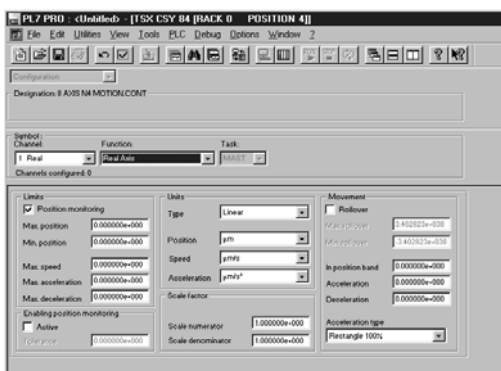 PL7 PRO : <Untitled> - [TSX CSY 84 [RACK 0 POSITION 4]]
File Edit Utilities View Tools PLC Debug Options Window ?
Configuration
Designation: 8 AXIS N4 MOTION.CONT
Symbol :
Channel: Function: Task:
1 Real Real Axis MAST
Channels configured: 0
Limits Units Movement
Position monitoring Type Linear Rollover
Max. position 0.000000e+000 Max rollover 3.402823e+038
Min. position 0.000000e+000 Position µm Min rollover -3.402823e+038
Max. speed 0.000000e+000 Speed µm/s In position band 0.000000e+000
Max. acceleration 0.000000e+000 Acceleration µm/s² Acceleration 0.000000e+000
Max. deceleration 0.000000e+000 Scale factor Deceleration 0.000000e+000
Enabling position monitoring
Active Scale numerator 1.000000e+000 Acceleration type
Tolerance 0.000000e+000 Scale denominator 1.000000e+000 Rectangle 100%